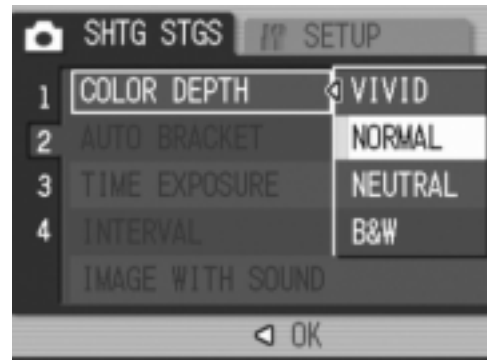 SHTG STGS SETUP
1 COLOR DEPTH VIVID
2 AUTO BRACKET NORMAL
3 TIME EXPOSURE NEUTRAL
4 INTERVAL B&W
IMAGE WITH SOUND
OK